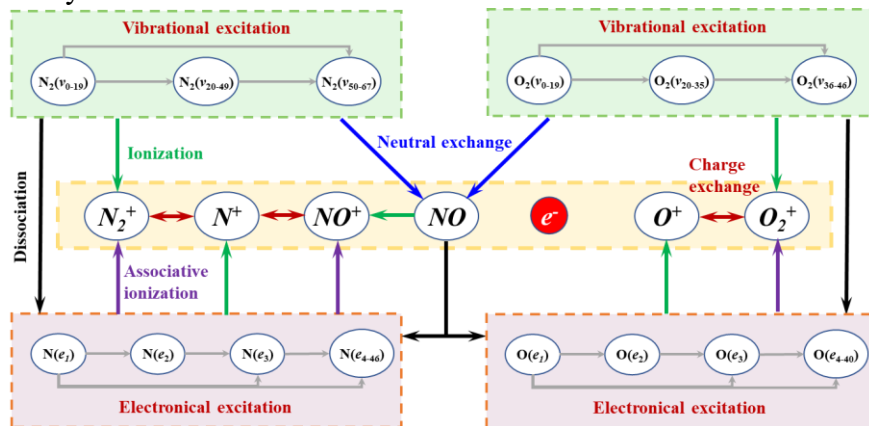 Vibrational excitation
N₂(v₀₋₁₉) N₂(v₂₀₋₄₉) N₂(v₅₀₋₆₇)
Vibrational excitation
O₂(v₀₋₁₉) O₂(v₂₀₋₃₅) O₂(v₃₆₋₄₆)
Ionization
Neutral exchange
Dissociation
Charge
exchange
N₂⁺ N⁺ NO⁺ NO e⁻ O⁺ O₂⁺
Associative
ionization
N(e₁) N(e₂) N(e₃) N(e₄₋₄₆)
Electronical excitation
O(e₁) O(e₂) O(e₃) O(e₄₋₄₀)
Electronical excitation